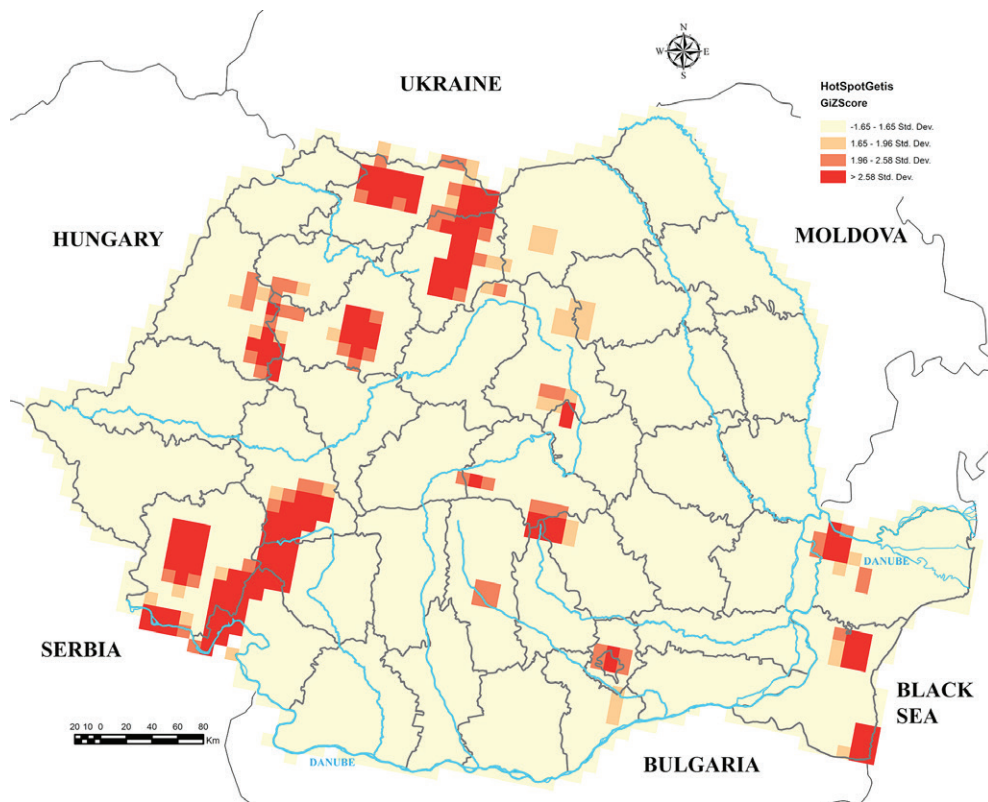 N
W E
S
UKRAINE
HotSpotGetis
GiZScore
-1.65 - 1.65 Std. Dev.
1.65 - 1.96 Std. Dev.
1.96 - 2.58 Std. Dev.
> 2.58 Std. Dev.
HUNGARY
MOLDOVA
DANUBE
SERBIA
BLACK
SEA
20 10 0 20 40 60 80
Km
DANUBE
BULGARIA